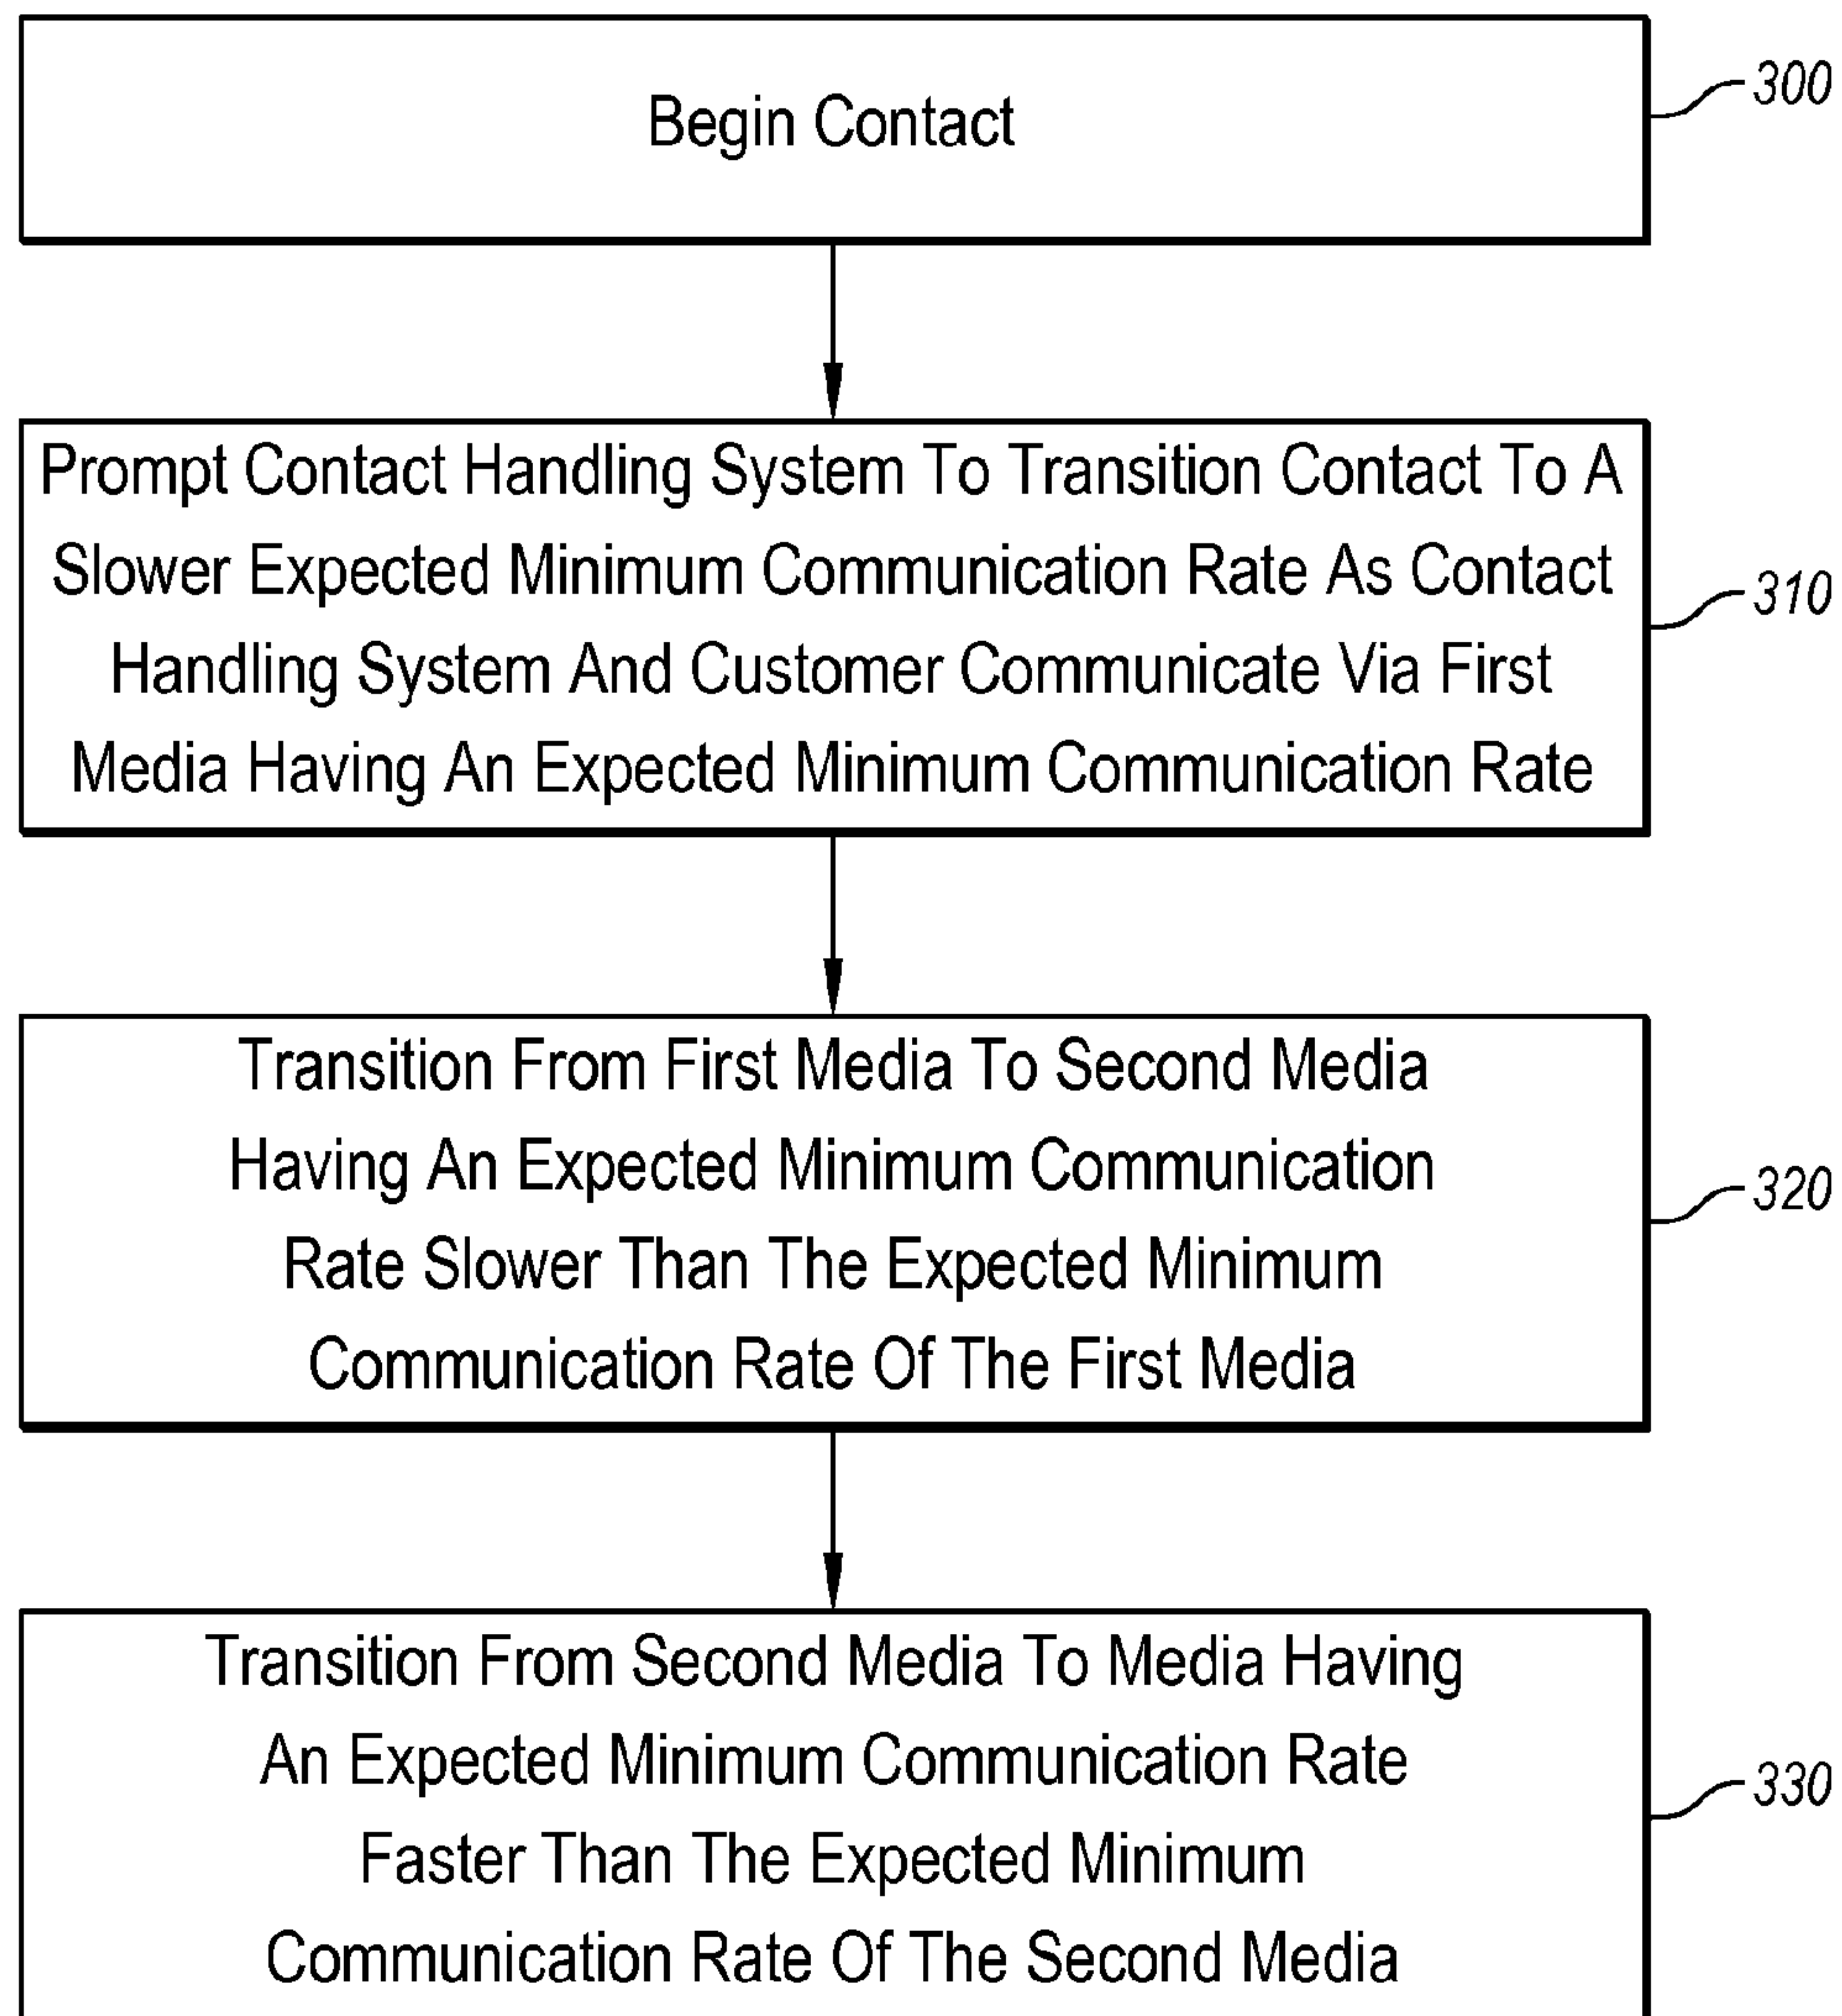 Begin Contact
300
Prompt Contact Handling System To Transition Contact To A
Slower Expected Minimum Communication Rate As Contact
Handling System And Customer Communicate Via First
Media Having An Expected Minimum Communication Rate
310
Transition From First Media To Second Media
Having An Expected Minimum Communication
Rate Slower Than The Expected Minimum
Communication Rate Of The First Media
320
Transition From Second Media To Media Having
An Expected Minimum Communication Rate
Faster Than The Expected Minimum
Communication Rate Of The Second Media
330